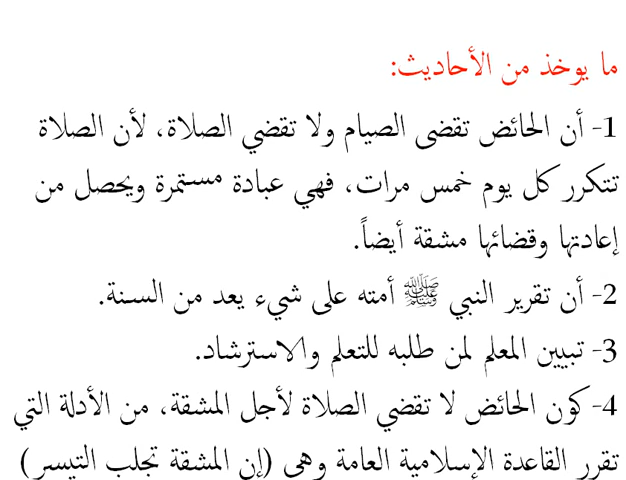 ما يوخذ من الأحاديث:
1- أن الحائض تقضى الصيام ولا تقضي الصلاة، لأن الصلاة
تتكرر كل يوم خمس مرات، فهي عبادة مستمرة ويحصل من
إعادتها وقضائها مشقة أيضاً.
2- أن تقرير النبي ﷺ أمته على شيء يعد من السنة.
3- تبيين المعلم لمن طلبه للتعلم والاسترشاد.
4- كون الحائض لا تقضي الصلاة لأجل المشقة، من الأدلة التي
تقرر القاعدة الإسلامية العامة وهى (إن المشقة تجلب التيسر)